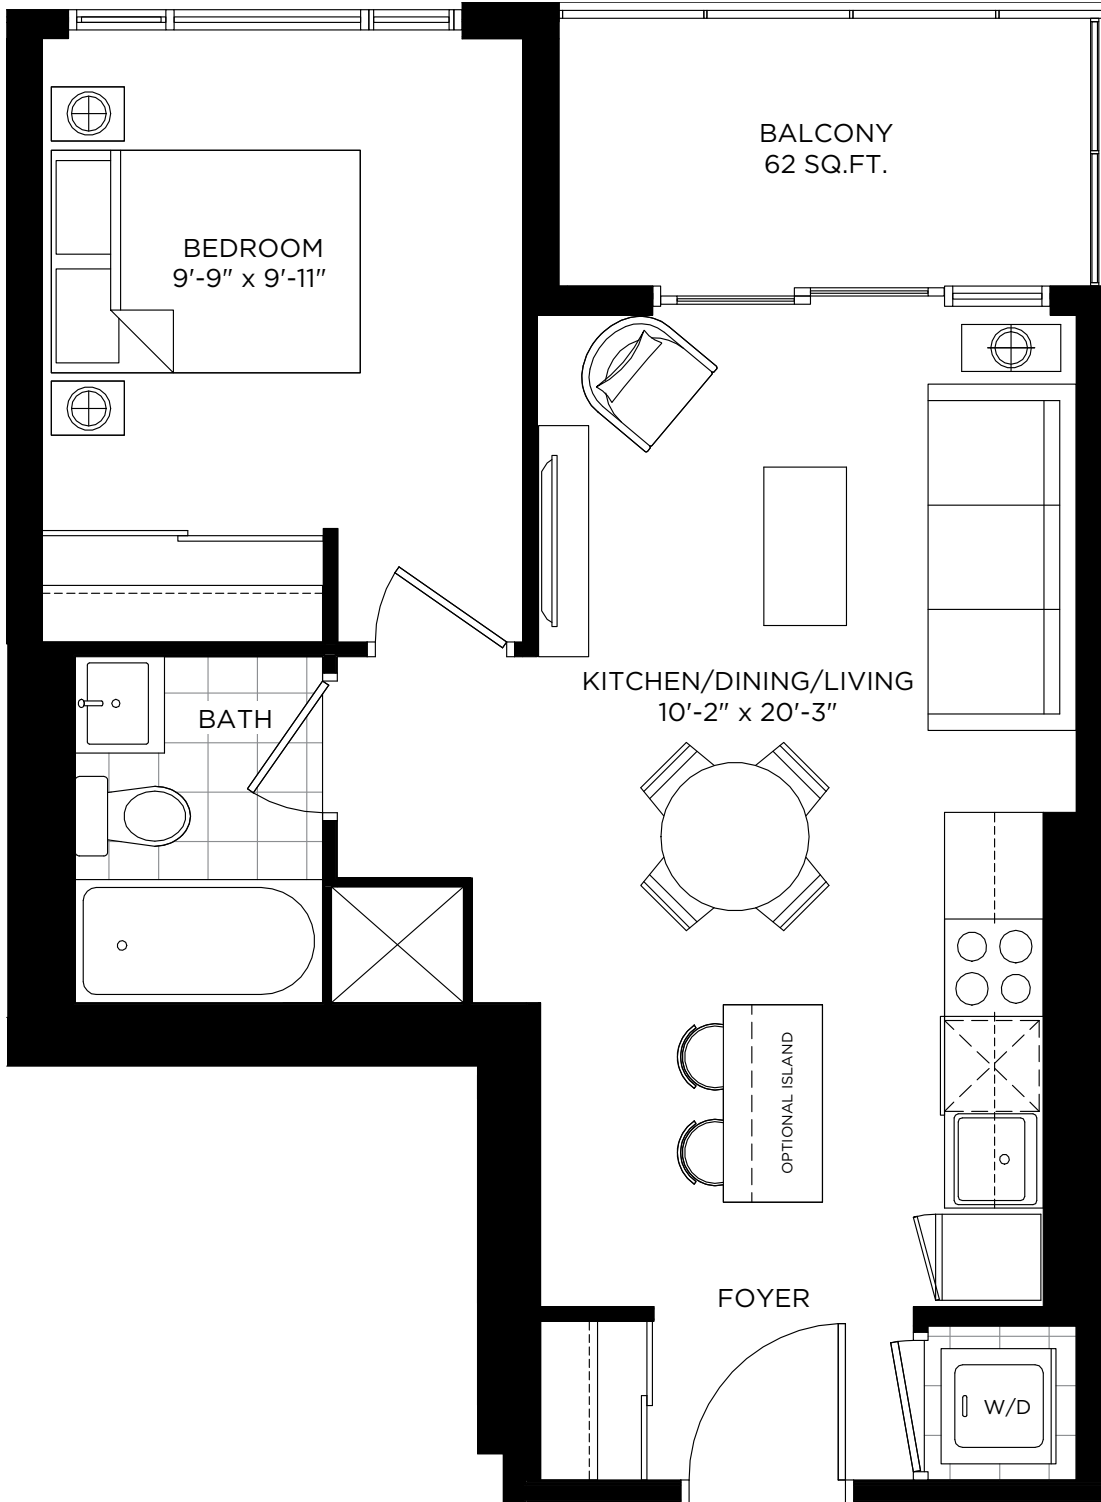 BALCONY
62 SQ.FT.
BEDROOM
9'-9" x 9'-11"
KITCHEN/DINING/LIVING
10'-2" x 20'-3"
BATH
OPTIONAL ISLAND
FOYER
W/D